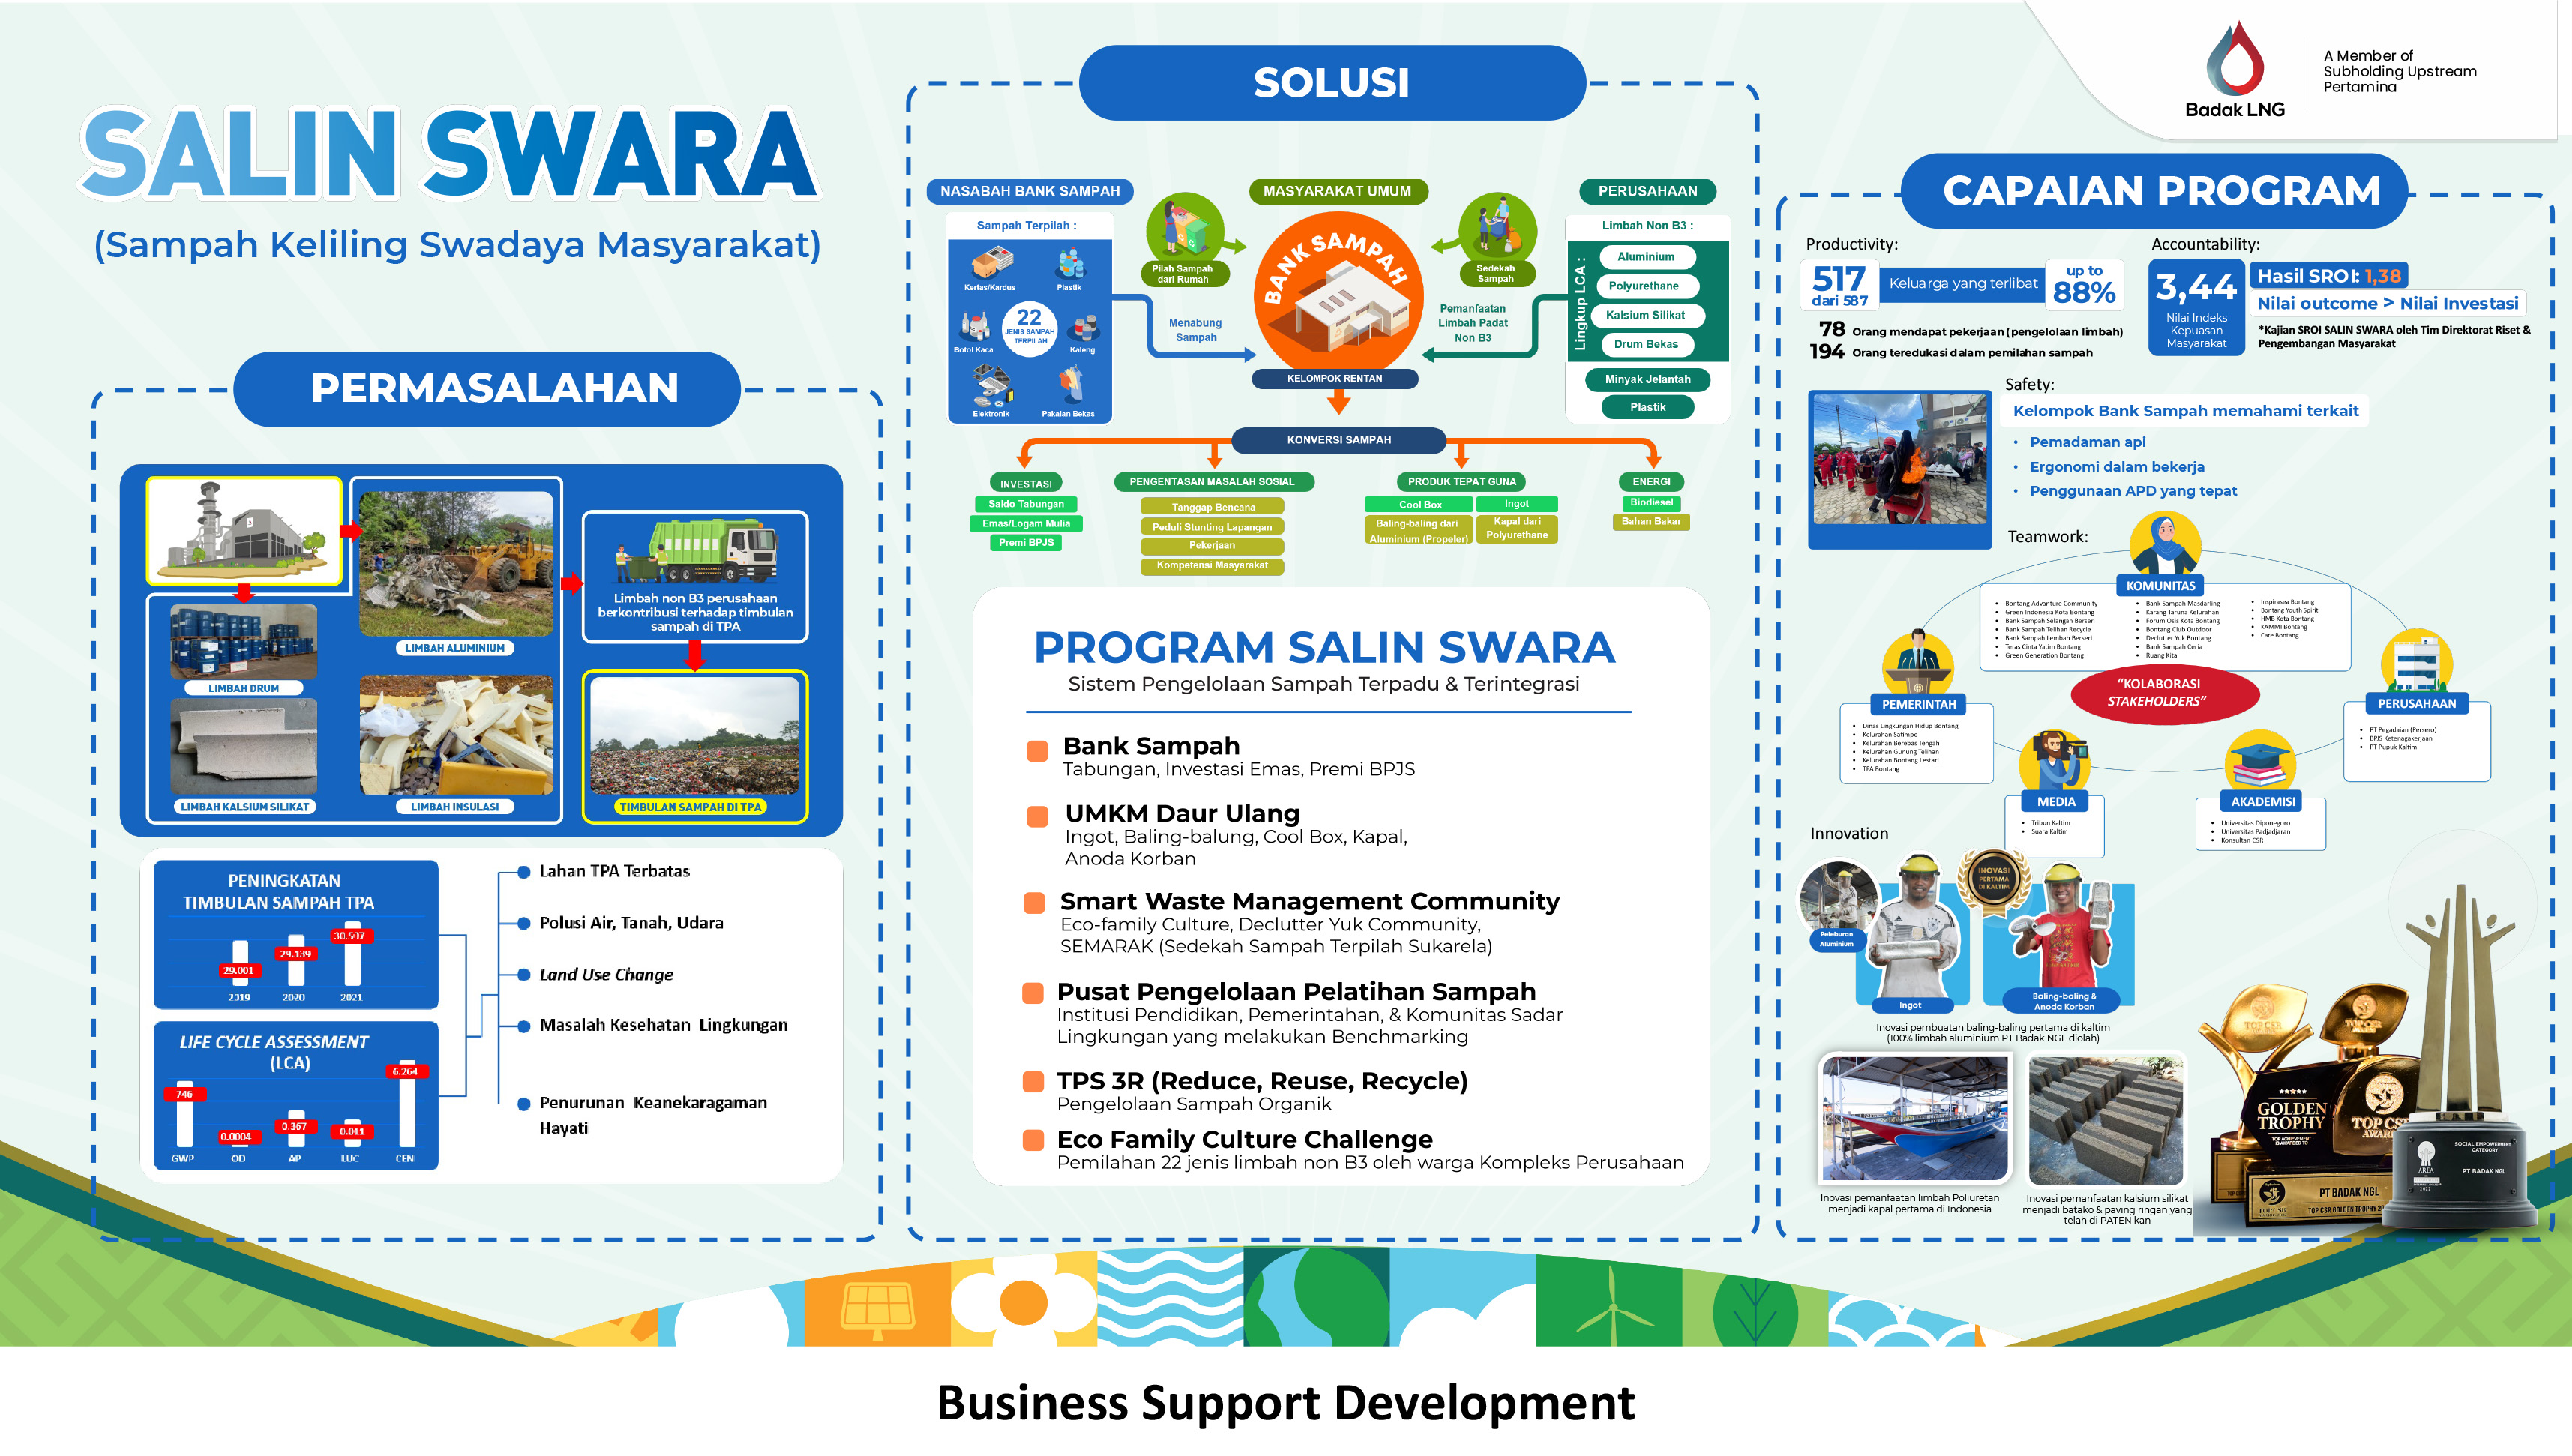 SALIN SWARA
(Sampah Keliling Swadaya Masyarakat)
PERMASALAHAN
LIMBAH DRUM
LIMBAH KALSIUM SILIKAT
LIMBAH ALUMINIUM
LIMBAH INSULASI
Limbah non B3 perusahaan
berkontribusi terhadap timbulan
sampah di TPA
TIMBULAN SAMPAH DI TPA
PENINGKATAN
TIMBULAN SAMPAH TPA
29.001
29.139
30.507
2019
2020
2021
LIFE CYCLE ASSESSMENT
(LCA)
746
0.0004
0.367
0.011
6.264
GWP
OD
AP
LUC
CEN
Lahan TPA Terbatas
Polusi Air, Tanah, Udara
Land Use Change
Masalah Kesehatan Lingkungan
Penurunan Keanekaragaman
Hayati
SOLUSI
NASABAH BANK SAMPAH
Sampah Terpilah :
Kertas/Kardus
Plastik
22
JENIS SAMPAH
TERPILAH
Botol Kaca
Kaleng
Elektronik
Pakaian Bekas
MASYARAKAT UMUM
Pilah Sampah
dari Rumah
Sedekah
Sampah
BANK SAMPAH
Menabung
Sampah
Pemanfaatan
Limbah Padat
Non B3
KELOMPOK RENTAN
PERUSAHAAN
Limbah Non B3 :
Lingkup LCA :
Aluminium
Polyurethane
Kalsium Silikat
Drum Bekas
Minyak Jelantah
Plastik
KONVERSI SAMPAH
INVESTASI
Saldo Tabungan
Emas/Logam Mulia
Premi BPJS
PENGENTASAN MASALAH SOSIAL
Tanggap Bencana
Peduli Stunting Lapangan
Pekerjaan
Kompetensi Masyarakat
PRODUK TEPAT GUNA
Cool Box
Ingot
Baling-baling dari
Aluminium (Propeler)
Kapal dari
Polyurethane
ENERGI
Biodiesel
Bahan Bakar
PROGRAM SALIN SWARA
Sistem Pengelolaan Sampah Terpadu & Terintegrasi
Bank Sampah
Tabungan, Investasi Emas, Premi BPJS
UMKM Daur Ulang
Ingot, Baling-balung, Cool Box, Kapal,
Anoda Korban
Smart Waste Management Community
Eco-family Culture, Declutter Yuk Community,
SEMARAK (Sedekah Sampah Terpilah Sukarela)
Pusat Pengelolaan Pelatihan Sampah
Institusi Pendidikan, Pemerintahan, & Komunitas Sadar
Lingkungan yang melakukan Benchmarking
TPS 3R (Reduce, Reuse, Recycle)
Pengelolaan Sampah Organik
Eco Family Culture Challenge
Pemilahan 22 jenis limbah non B3 oleh warga Kompleks Perusahaan
Badak LNG
A Member of
Subholding Upstream
Pertamina
CAPAIAN PROGRAM
Productivity:
517
dari 587
Keluarga yang terlibat
up to
88%
78 Orang mendapat pekerjaan (pengelolaan limbah)
194 Orang teredukasi dalam pemilahan sampah
Accountability:
3,44
Nilai Indeks
Kepuasan
Masyarakat
Hasil SROI: 1,38
Nilai outcome > Nilai Investasi
*Kajian SROI SALIN SWARA oleh Tim Direktorat Riset &
Pengembangan Masyarakat
Safety:
Kelompok Bank Sampah memahami terkait
• Pemadaman api
• Ergonomi dalam bekerja
• Penggunaan APD yang tepat
Teamwork:
KOMUNITAS
• Bontang Advanture Community
• Green Indonesia Kota Bontang
• Bank Sampah Selangan Berseri
• Bank Sampah Telihan Recycle
• Bank Sampah Lembah Berseri
• Teras Cinta Yatim Bontang
• Green Generation Bontang
• Bank Sampah Masdarling
• Karang Taruna Kelurahan
• Forum Osis Kota Bontang
• Bontang Club Outdoor
• Declutter Yuk Bontang
• Bank Sampah Ceria
• Ruang Kita
• Inspirasea Bontang
• Bontang Youth Spirit
• HMB Kota Bontang
• KAMMI Bontang
• Care Bontang
"KOLABORASI
STAKEHOLDERS"
PEMERINTAH
• Dinas Lingkungan Hidup Bontang
• Kelurahan Satimpo
• Kelurahan Berebas Tengah
• Kelurahan Gunung Telihan
• Kelurahan Bontang Lestari
• TPA Bontang
PERUSAHAAN
• PT Pegadaian (Persero)
• BPJS Ketenagakerjaan
• PT Pupuk Kaltim
MEDIA
• Tribun Kaltim
• Suara Kaltim
AKADEMISI
• Universitas Diponegoro
• Universitas Padjadjaran
• Konsultan CSR
Innovation
Peleburan
Aluminium
INOVASI
PERTAMA
DI KALTIM
Ingot
Baling-baling &
Anoda Korban
Inovasi pembuatan baling-baling pertama di kaltim
(100% limbah aluminium PT Badak NGL diolah)
Inovasi pemanfaatan limbah Poliuretan
menjadi kapal pertama di Indonesia
Inovasi pemanfaatan kalsium silikat
menjadi batako & paving ringan yang
telah di PATEN kan
TOP CSR
TOP CSR
GOLDEN
TROPHY
TOP CSR
AWARD
PT BADAK NGL
TOP CSR GOLDEN TROPHY
SOCIAL EMPOWERMENT
CATEGORY
PT BADAK NGL
AREA
2022
Business Support Development